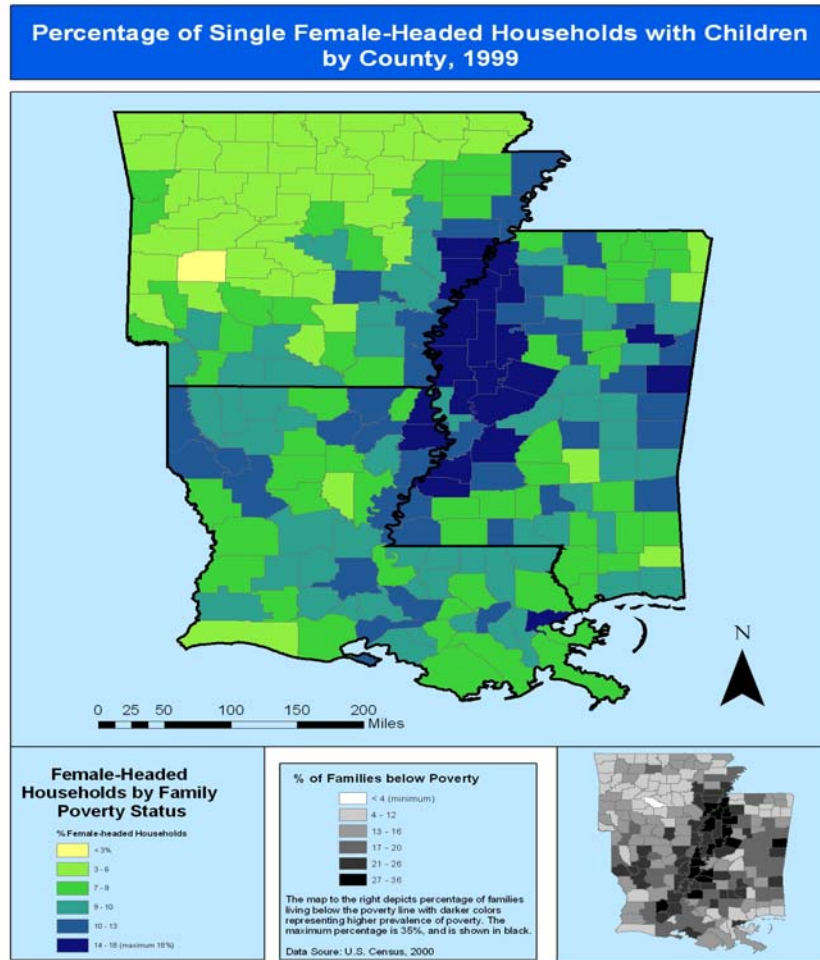 Percentage of Single Female-Headed Households with Children
by County, 1999
N
0 25 50 100 150 200
Miles
Female-Headed
Households by Family
Poverty Status
% Female-headed Households
<3%
3 - 6
7 - 8
9 - 10
10 - 13
14 - 18 (maximum 18%)
% of Families below Poverty
< 4 (minimum)
4 - 12
13 - 16
17 - 20
21 - 26
27 - 36
The map to the right depicts percentage of families
living below the poverty line with darker colors
representing higher prevalence of poverty. The
maximum percentage is 35%, and is shown in black.
Data Soure: U.S. Census, 2000